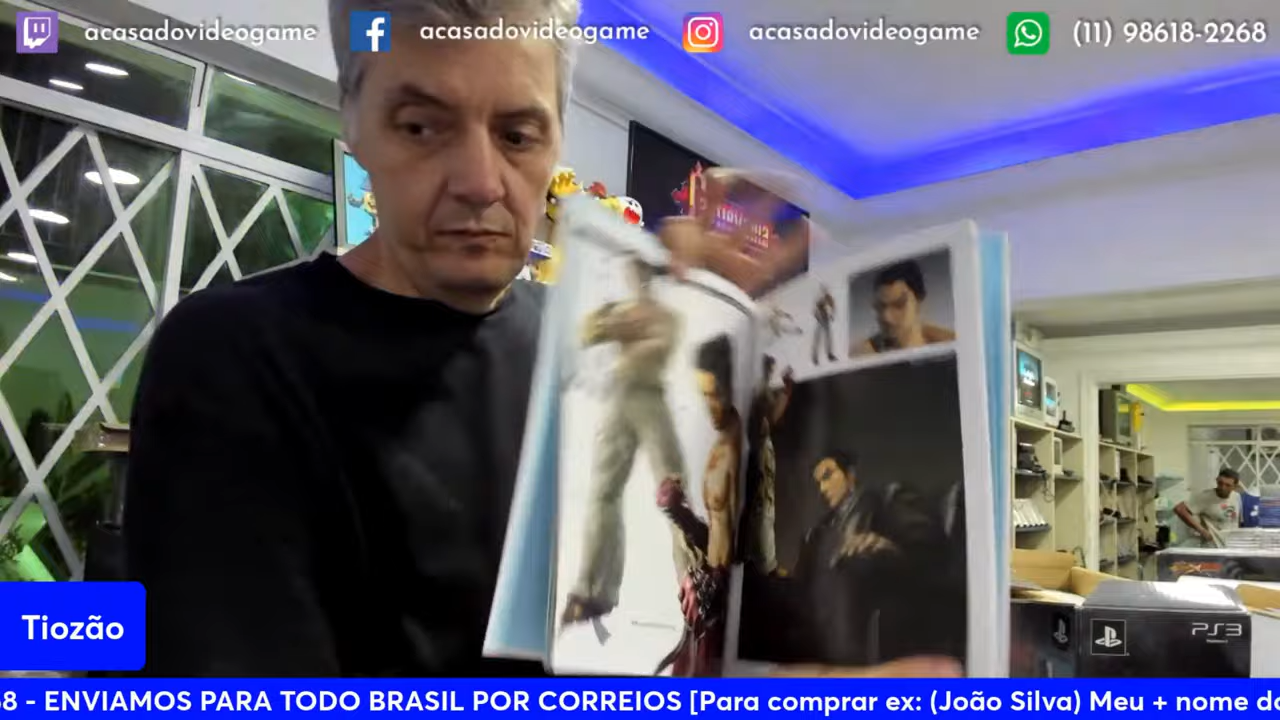 acasadovideogame
acasadovideogame
acasadovideogame
(11) 98618-2268
PS3
Tiozão
8 - ENVIAMOS PARA TODO BRASIL POR CORREIOS [Para comprar ex: (João Silva) Meu + nome d